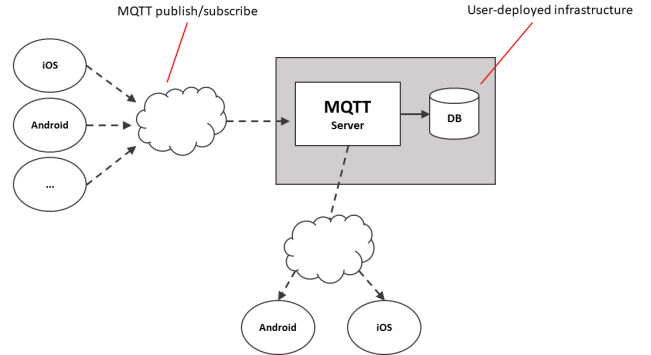 MQTT publish/subscribe
User-deployed infrastructure
iOS
Android
...
MQTT
Server
DB
Android
iOS